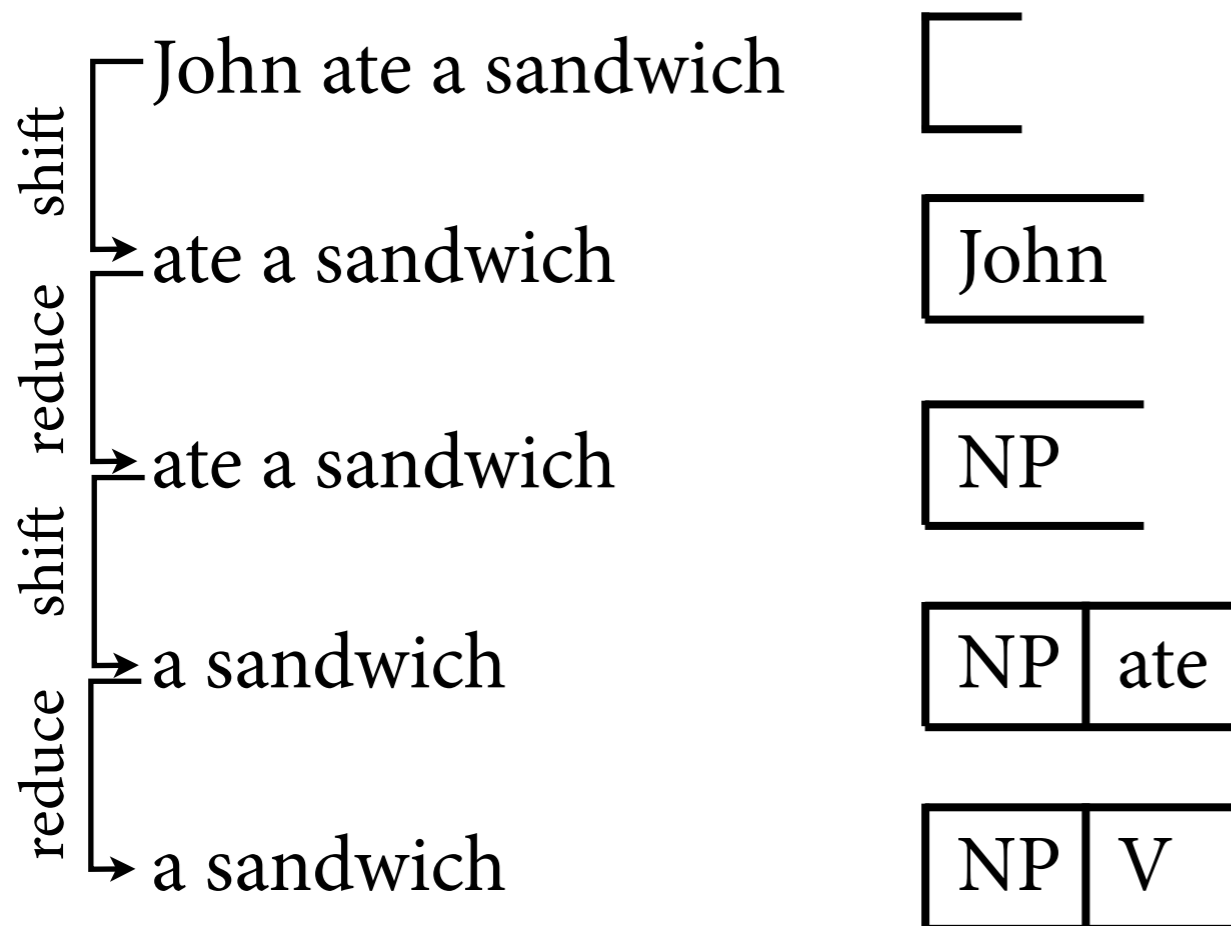 John ate a sandwich
shift
ate a sandwich John
reduce
ate a sandwich NP
shift
a sandwich NP ate
reduce
a sandwich NP V